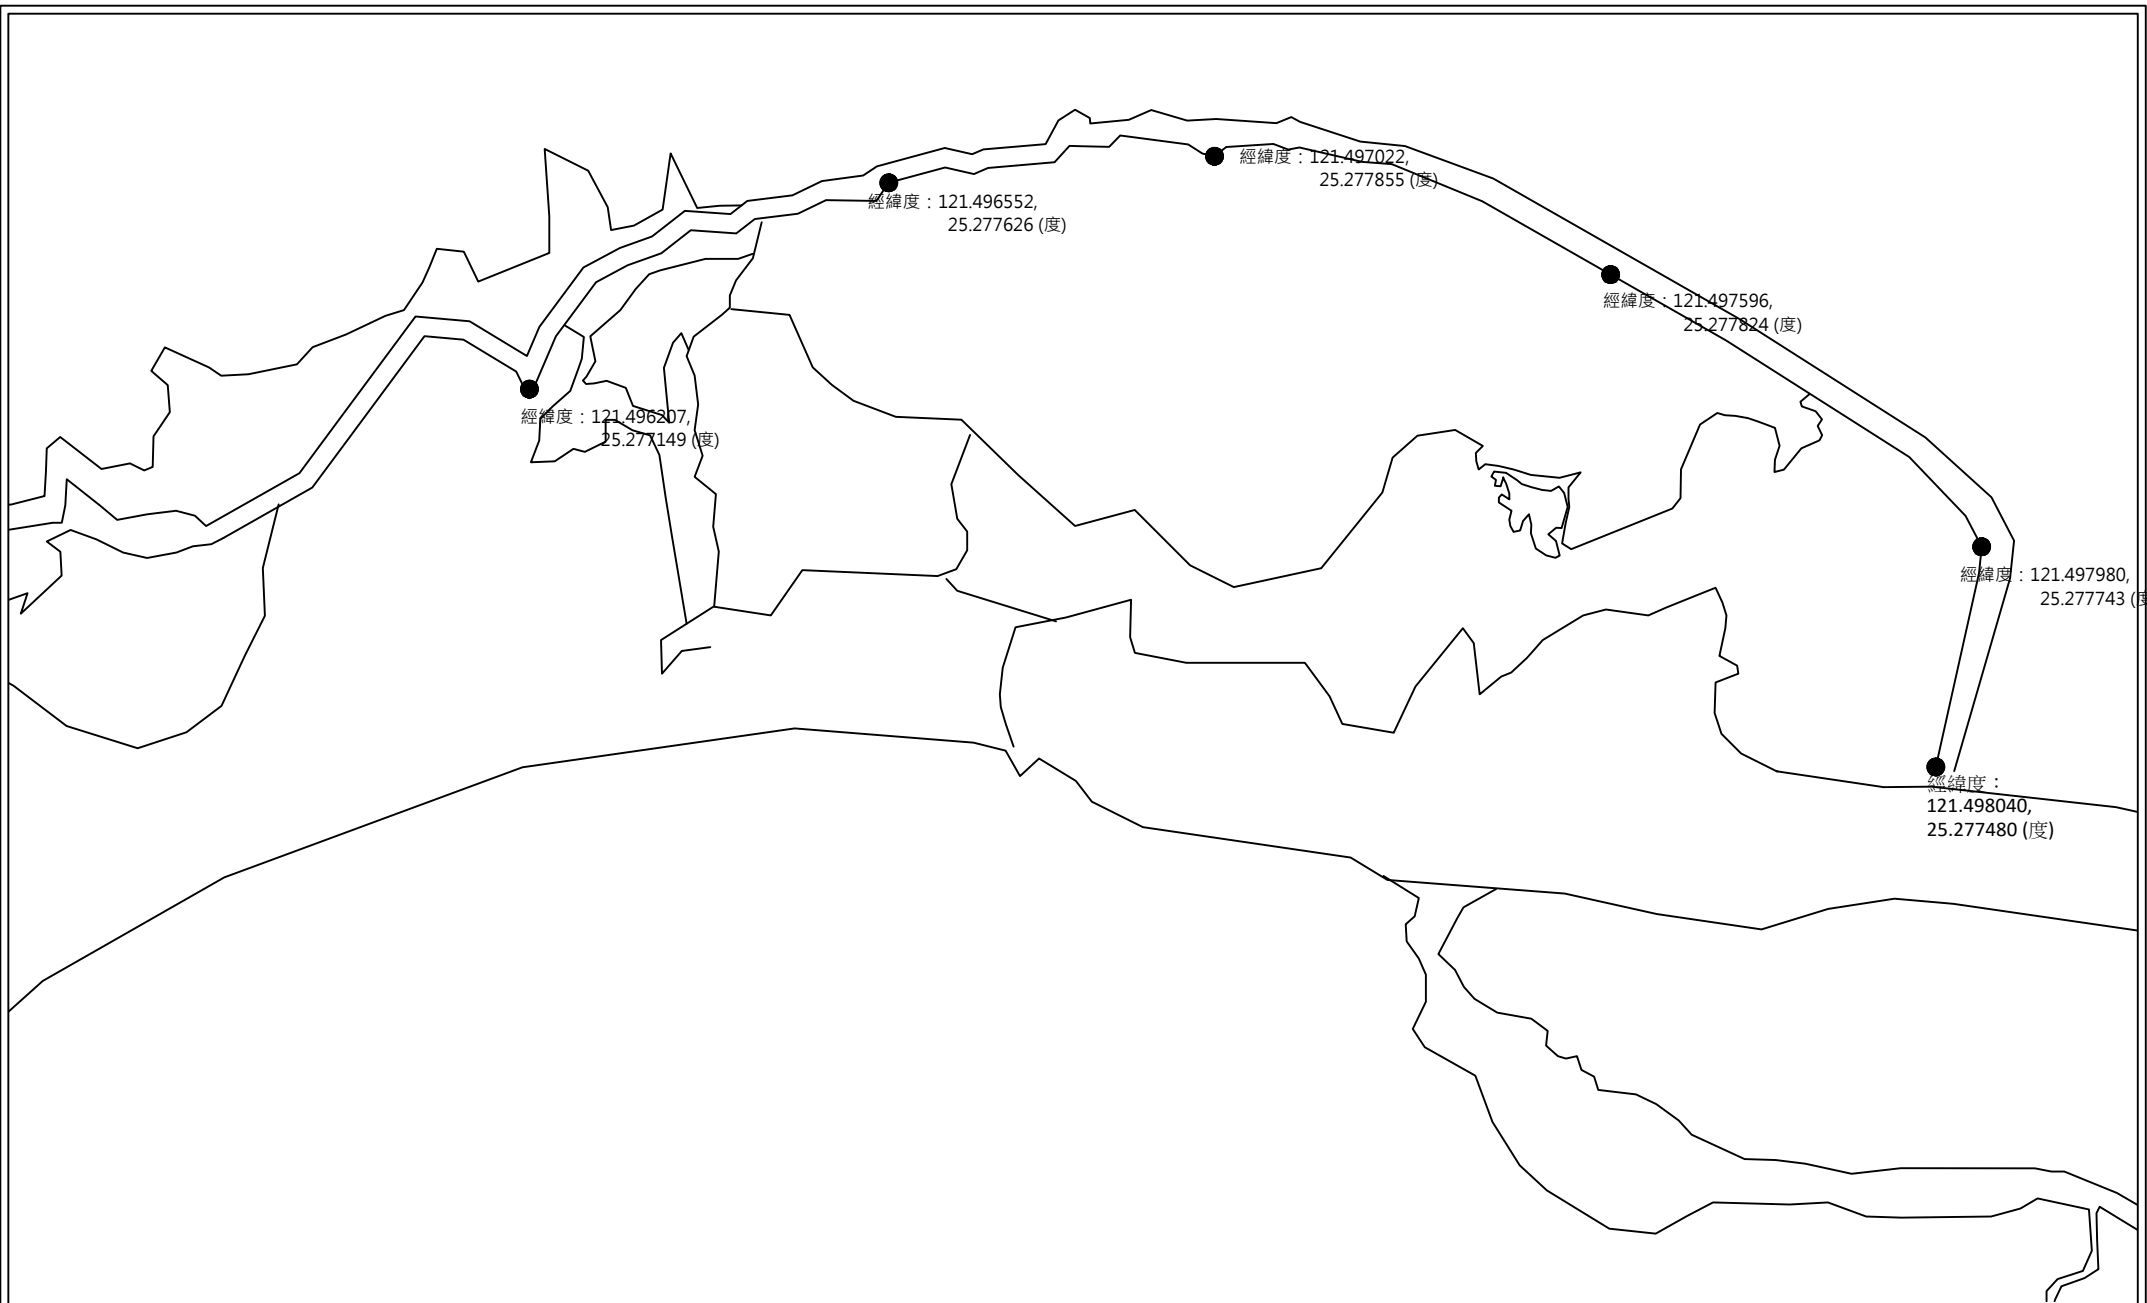 經緯度：121.497022,
25.277855 (度)
經緯度：121.496552,
25.277626 (度)
經緯度：121.497596,
25.277824 (度)
經緯度：121.496207,
25.277149 (度)
經緯度：121.497980,
25.277743 (度
經緯度：
121.498040,
25.277480 (度)